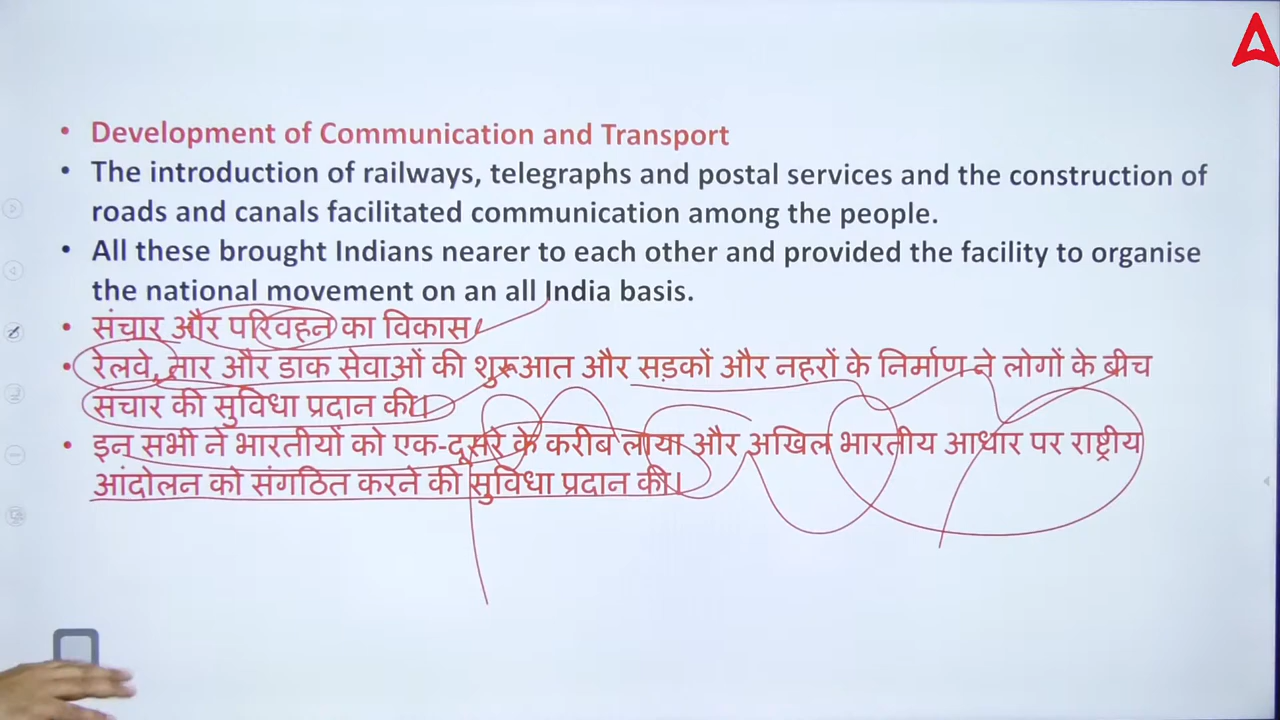 Development of Communication and Transport
The introduction of railways, telegraphs and postal services and the construction of
roads and canals facilitated communication among the people.
All these brought Indians nearer to each other and provided the facility to organise
the national movement on an all India basis.
संचार और परिवहन का विकास
रेलवे, तार और डाक सेवाओं की शुरूआत और सड़कों और नहरों के निर्माण ने लोगों के बीच
संचार की सुविधा प्रदान की।
इन सभी ने भारतीयों को एक-दूसरे के करीब लाया और अखिल भारतीय आधार पर राष्ट्रीय
आंदोलन को संगठित करने की सुविधा प्रदान की।